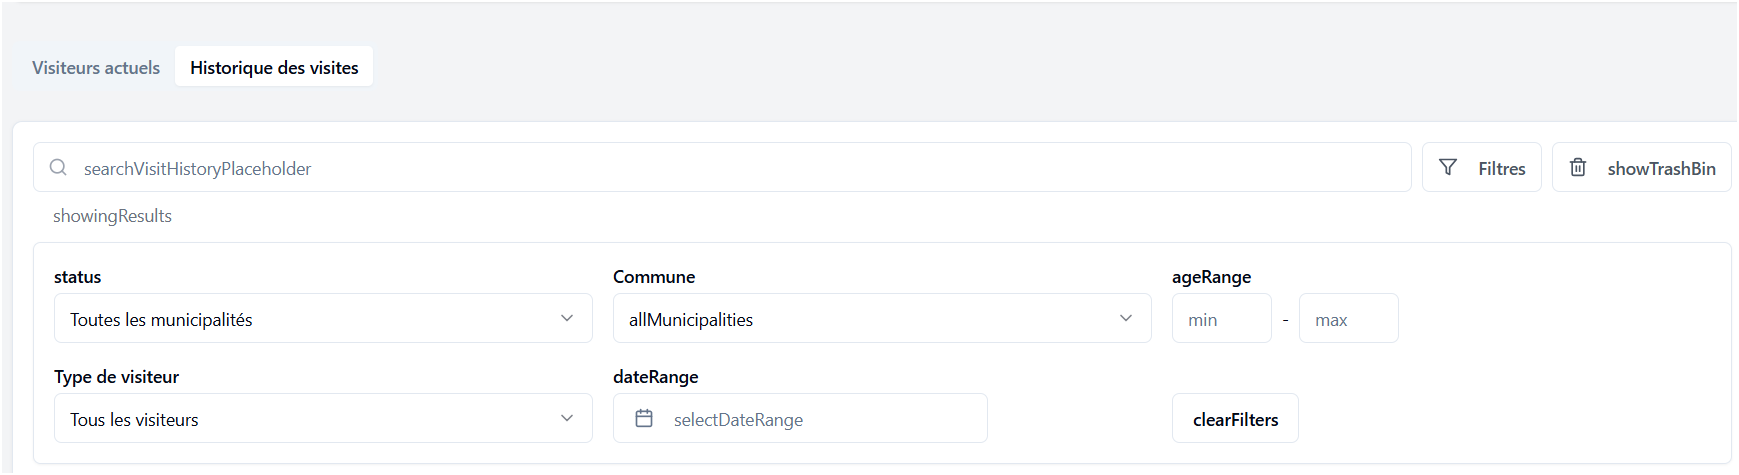 Visiteurs actuels Historique des visites
searchVisitHistoryPlaceholder Filtres showTrashBin
showingResults
status Commune ageRange
Toutes les municipalités allMunicipalities min - max
Type de visiteur dateRange
Tous les visiteurs selectDateRange clearFilters